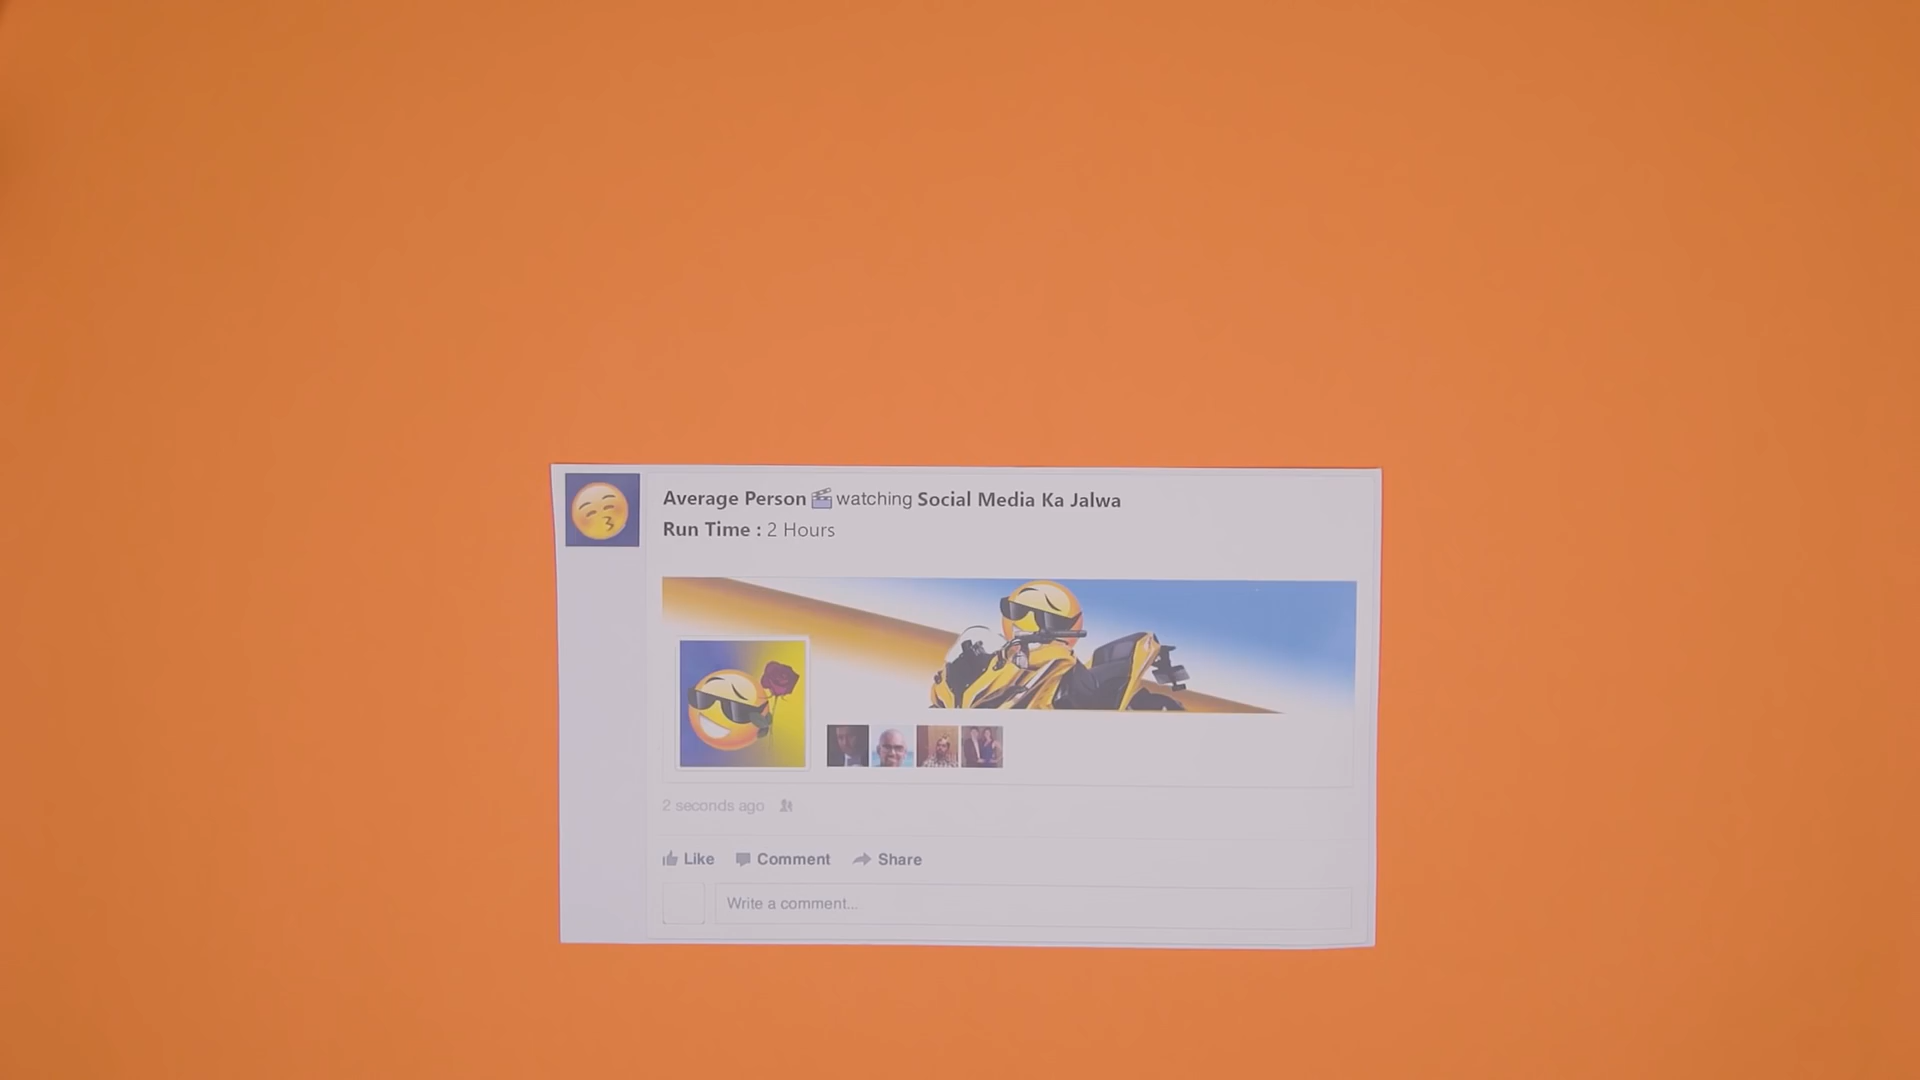 Average Person watching Social Media Ka Jalwa
Run Time : 2 Hours
2 seconds ago
Like Comment Share
Write a comment...